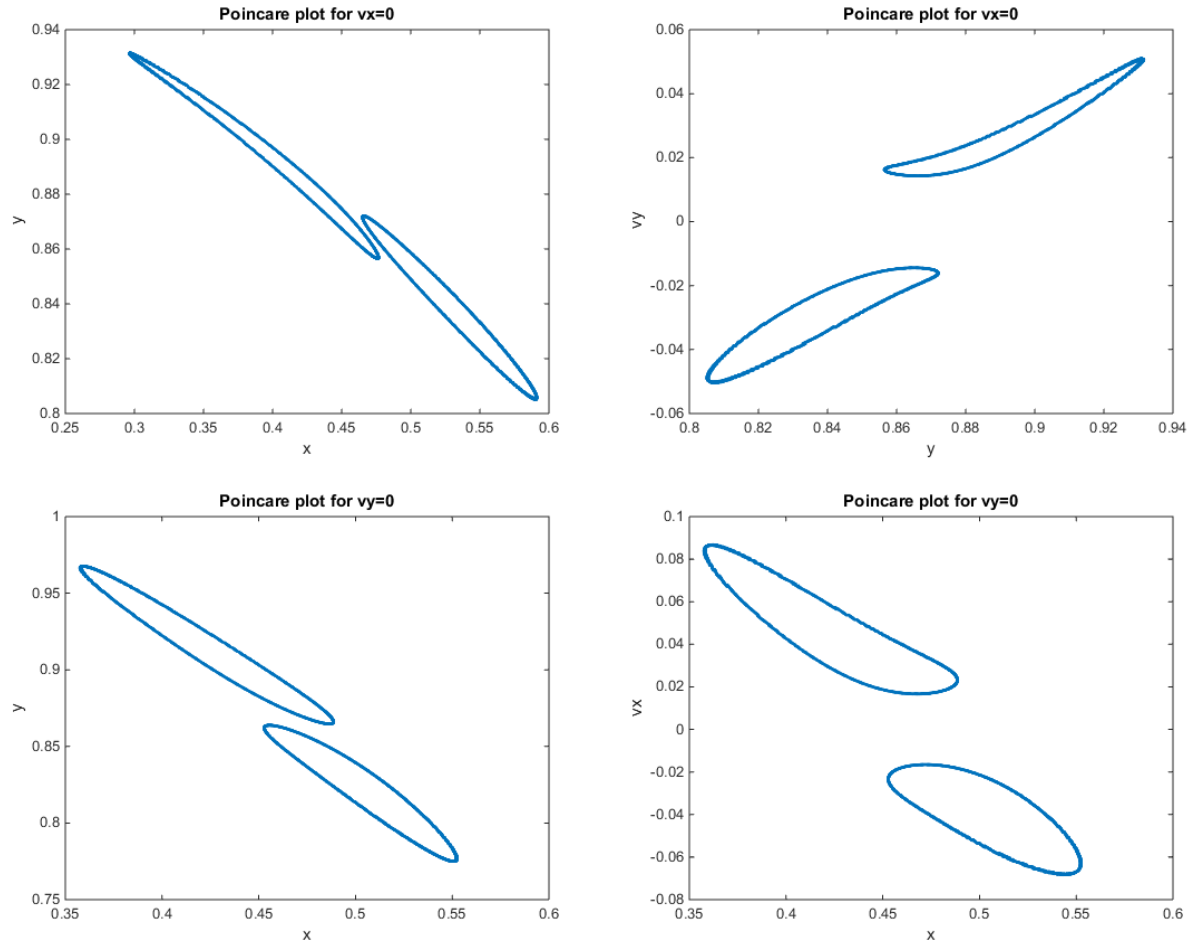 Poincare plot for vx=0
0.94
0.92
0.9
0.88
0.86
0.84
0.82
0.8
y
0.25 0.3 0.35 0.4 0.45 0.5 0.55 0.6
x
Poincare plot for vx=0
0.06
0.04
0.02
0
-0.02
-0.04
-0.06
vy
0.8 0.82 0.84 0.86 0.88 0.9 0.92 0.94
y
Poincare plot for vy=0
1
0.95
0.9
0.85
0.8
0.75
y
0.35 0.4 0.45 0.5 0.55 0.6
x
Poincare plot for vy=0
0.1
0.08
0.06
0.04
0.02
0
-0.02
-0.04
-0.06
-0.08
vx
0.35 0.4 0.45 0.5 0.55 0.6
x